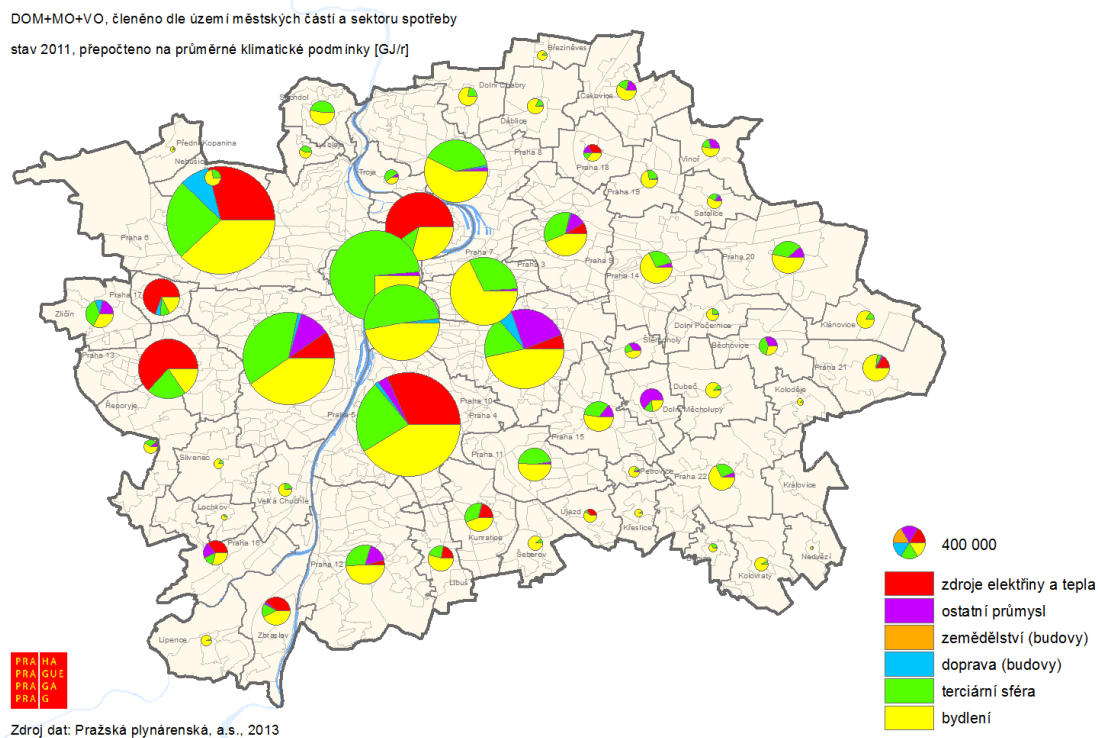 DOM+MO+VO, členěno dle území městských částí a sektoru spotřeby
stav 2011, přepočteno na průměrné klimatické podmínky [GJ/r]
Březiněves
Dolní Chabry
Čakovice
Ďáblice
Suchdol
Lysolaje
Přední Kopanina
Nebušice
Troja
Praha 8
Praha 18
Vinoř
Praha 19
Satalice
Praha 6
Praha 7
Praha 3
Praha 9
Praha 14
Praha 20
Praha 17
Zličín
Dolní Počernice
Klánovice
Praha 13
Štěrboholy
Běchovice
Praha 21
Dubeč
Koloděje
Řeporyje
Praha 5
Praha 10
Praha 4
Dolní Měcholupy
Praha 15
Praha 11
Slivenec
Petrovice
Praha 22
Královice
Velká Chuchle
Lochkov
Újezd
Křeslice
Kunratice
Praha 16
Šeberov
Nedvězí
Praha 12
Libuš
Kolovraty
Zbraslav
Lipence
400 000
zdroje elektřiny a tepla
ostatní průmysl
zemědělství (budovy)
doprava (budovy)
terciární sféra
bydlení
PRA HA
PRA GUE
PRA GA
PRA G
Zdroj dat: Pražská plynárenská, a.s., 2013